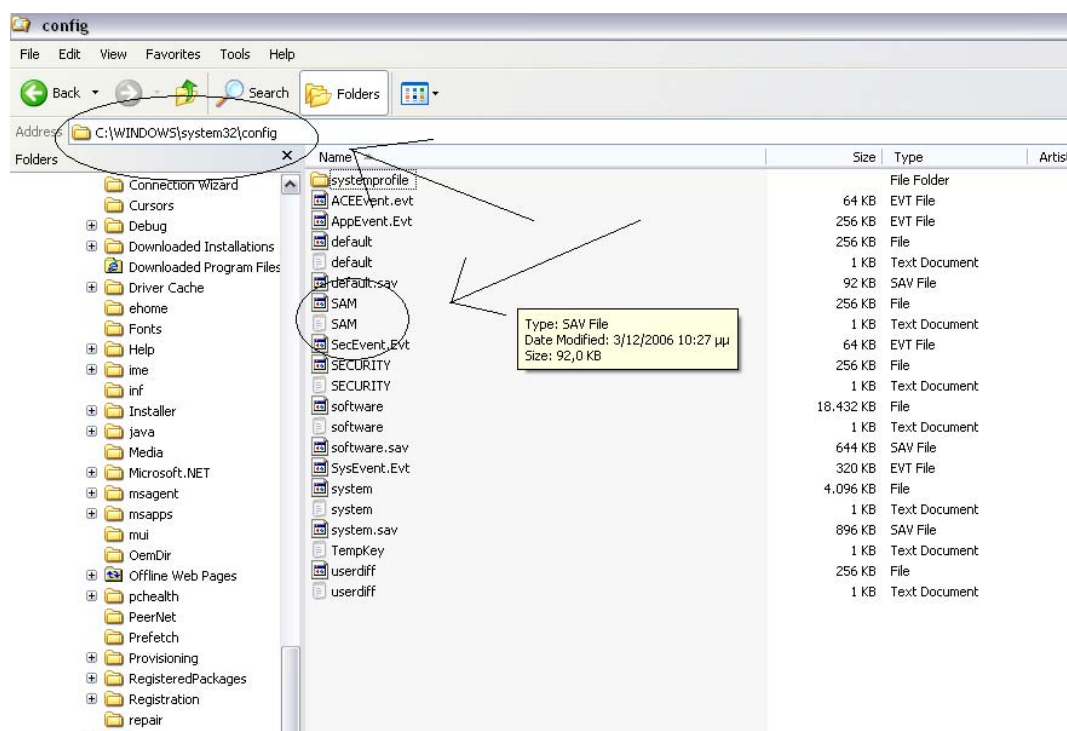 config
File Edit View Favorites Tools Help
Back Search Folders
Address C:\WINDOWS\system32\config
Folders
Connection Wizard
Cursors
Debug
Downloaded Installations
Downloaded Program Files
Driver Cache
ehome
Fonts
Help
ime
inf
Installer
java
Media
Microsoft.NET
msagent
msapps
mui
OemDir
Offline Web Pages
pchealth
PeerNet
Prefetch
Provisioning
RegisteredPackages
Registration
repair
Name Size Type Artist
systemprofile File Folder
ACEEvent.evt 64 KB EVT File
AppEvent.Evt 256 KB EVT File
default 256 KB File
default 1 KB Text Document
default.sav 92 KB SAV File
SAM 256 KB File
SAM 1 KB Text Document
SecEvent.Evt 64 KB EVT File
SECURITY 256 KB File
SECURITY 1 KB Text Document
software 18.432 KB File
software 1 KB Text Document
software.sav 644 KB SAV File
SysEvent.Evt 320 KB EVT File
system 4.096 KB File
system 1 KB Text Document
system.sav 896 KB SAV File
TempKey 1 KB Text Document
userdiff 256 KB File
userdiff 1 KB Text Document
Type: SAV File
Date Modified: 3/12/2006 10:27 μμ
Size: 92,0 KB